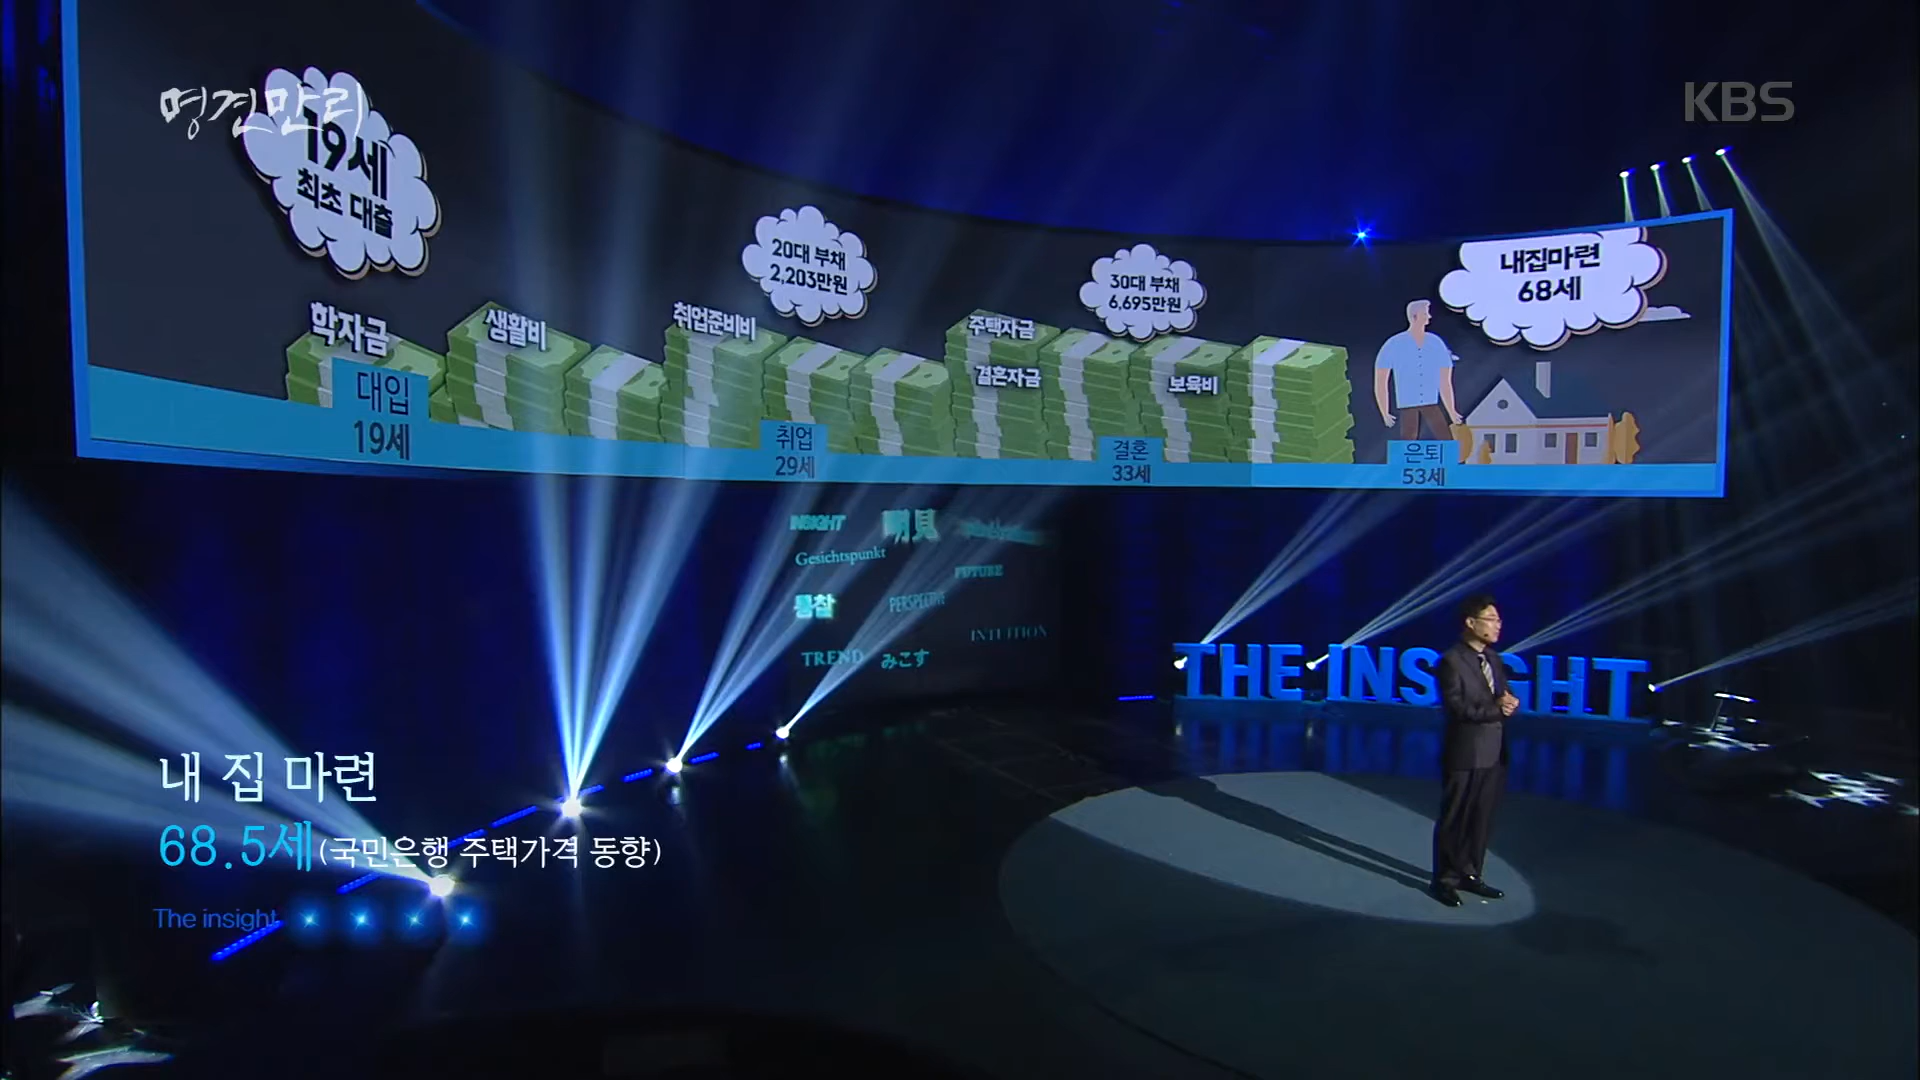 명견만리
KBS
19세
최초 대출
20대 부채
2,203만원
30대 부채
6,695만원
내집마련
68세
학자금
생활비
취업준비비
주택자금
결혼자금
보육비
대입
19세
취업
29세
결혼
33세
은퇴
53세
INSIGHT
明見
Gesichtspunkt
FUTURE
통찰
PERSPECTIVE
INTUITION
TREND
みこす
THE INSIGHT
내 집 마련
68.5세(국민은행 주택가격 동향)
The insight